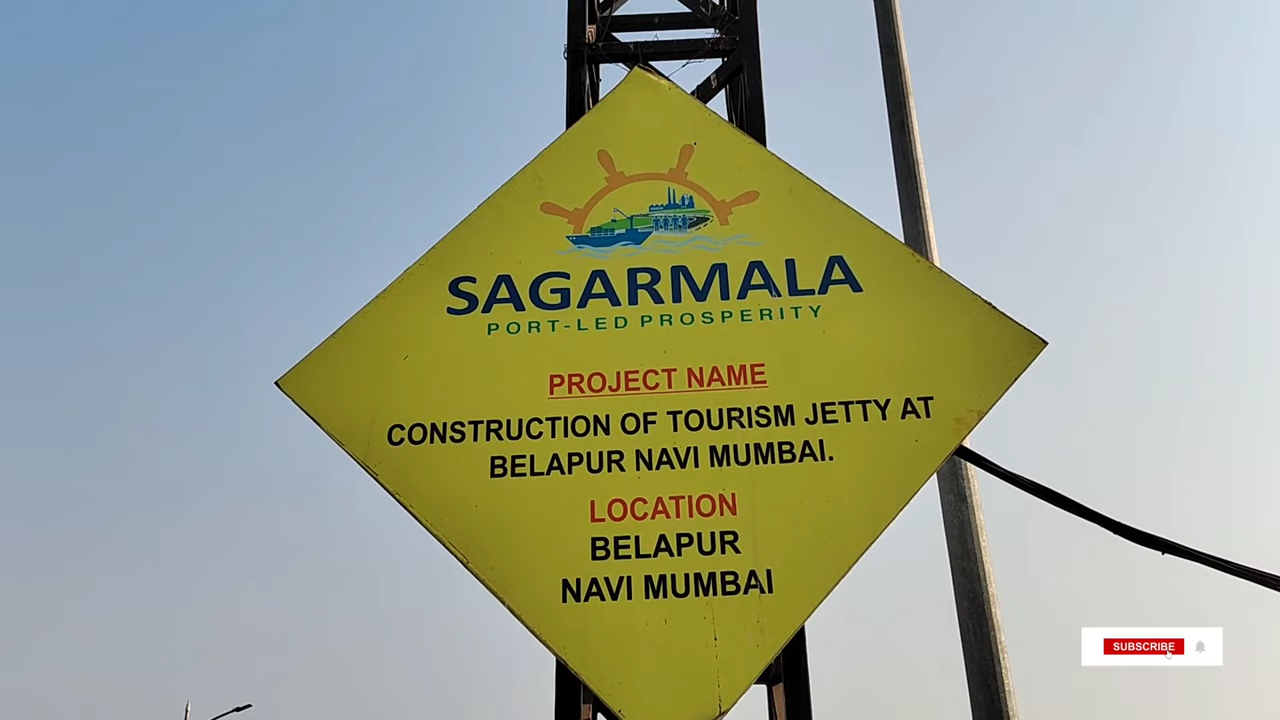 SAGARMALA
PORT-LED PROSPERITY
PROJECT NAME
CONSTRUCTION OF TOURISM JETTY AT
BELAPUR NAVI MUMBAI.
LOCATION
BELAPUR
NAVI MUMBAI
SUBSCRIBE